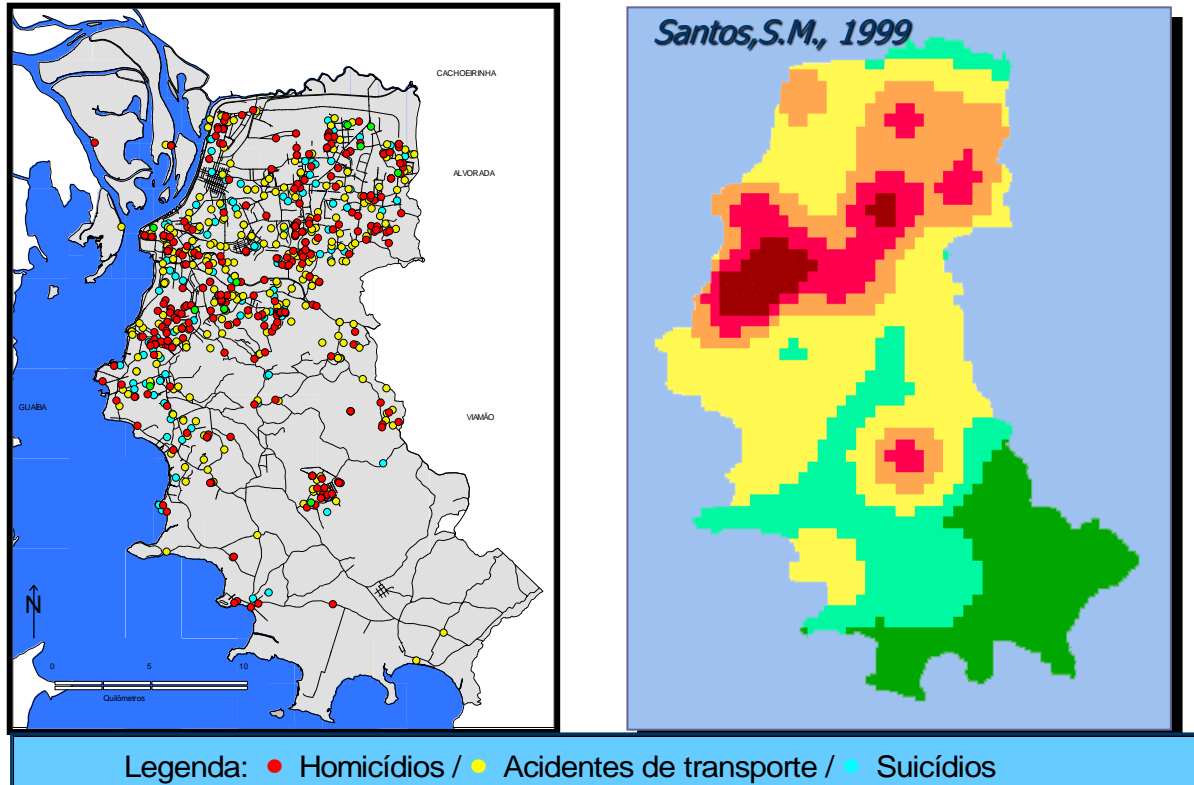 Santos,S.M., 1999
CACHOEIRINHA
ALVORADA
GUAÍBA
VIAMÃO
N
0 5 10
Quilômetros
Legenda: Homicídios / Acidentes de transporte / Suicídios